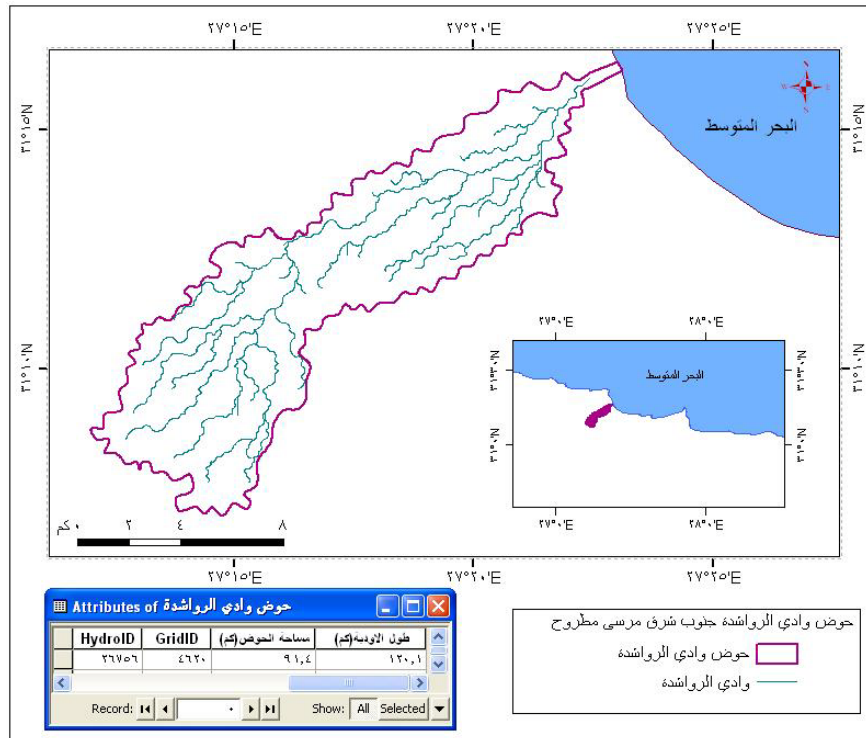 ٢٧°١٥'E ٢٧°٢٠'E ٢٧°٢٥'E
٣١°١٥'N ٣١°١٥'N
N
W E
S
البحر المتوسط
٣١°١٠'N ٣١°١٠'N
٢٧°٠'E ٢٨°٠'E
٣١°٣٠'N ٣١°٣٠'N
البحر المتوسط
٣١°٠'N ٣١°٠'N
٢٧°٠'E ٢٨°٠'E
كم ٠ ٢ ٤ ٨
٢٧°١٥'E ٢٧°٢٠'E ٢٧°٢٥'E
Attributes of حوض وادي الرواشدة
HydroID GridID مساحة الحوض(كم) طول الاودية(كم)
٢٦٧٥٦ ٤٦٢٠ ٩١,٤ ١٢٠,١
Record: ٠ Show: All Selected
حوض وادي الرواشدة جنوب شرق مرسى مطروح
حوض وادي الرواشدة
وادي الرواشدة